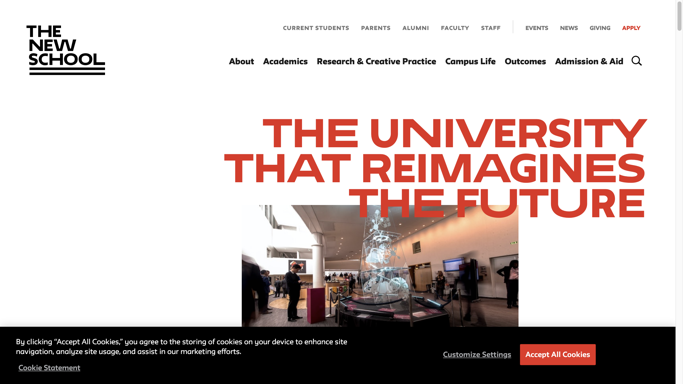 THE
NEW
SCHOOL
CURRENT STUDENTS PARENTS ALUMNI FACULTY STAFF EVENTS NEWS GIVING APPLY
About Academics Research & Creative Practice Campus Life Outcomes Admission & Aid
THE UNIVERSITY
THAT REIMAGINES
THE FUTURE
By clicking "Accept All Cookies," you agree to the storing of cookies on your device to enhance site
navigation, analyze site usage, and assist in our marketing efforts.
Cookie Statement
Customize Settings
Accept All Cookies